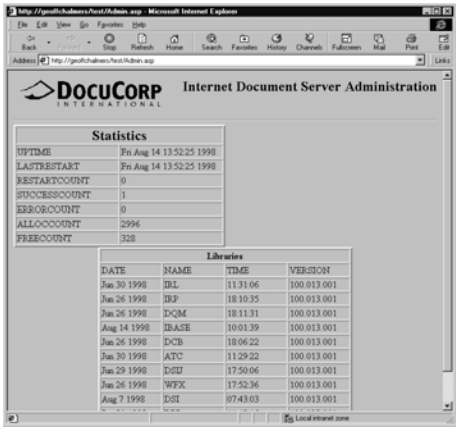 http://geoffchalmers/test/Admin.asp - Microsoft Internet Explorer
File Edit View Go Favorites Help
Back Forward Stop Refresh Home Search Favorites History Channels Fullscreen Mail Print Edit
Address http://geoffchalmers/test/Admin.asp Links
DOCUCORP
INTERNATIONAL
Internet Document Server Administration
Statistics
UPTIME Fri Aug 14 13:52:25 1998
LASTRESTART Fri Aug 14 13:52:25 1998
RESTARTCOUNT 0
SUCCESSCOUNT 1
ERRORCOUNT 0
ALLOCCOUNT 2996
FREECOUNT 328
Libraries
DATE NAME TIME VERSION
Jun 30 1998 IRL 11:31:06 100.013.001
Jun 26 1998 IRP 18:10:35 100.013.001
Jun 26 1998 DQM 18:11:31 100.013.001
Aug 14 1998 IBASE 10:01:39 100.013.001
Jun 26 1998 DCB 18:06:22 100.013.001
Jun 30 1998 ATC 11:29:22 100.013.001
Jun 29 1998 DSIJ 17:50:06 100.013.001
Jun 26 1998 WFX 17:52:36 100.013.001
Aug 7 1998 DSI 07:43:03 100.013.001
Local intranet zone